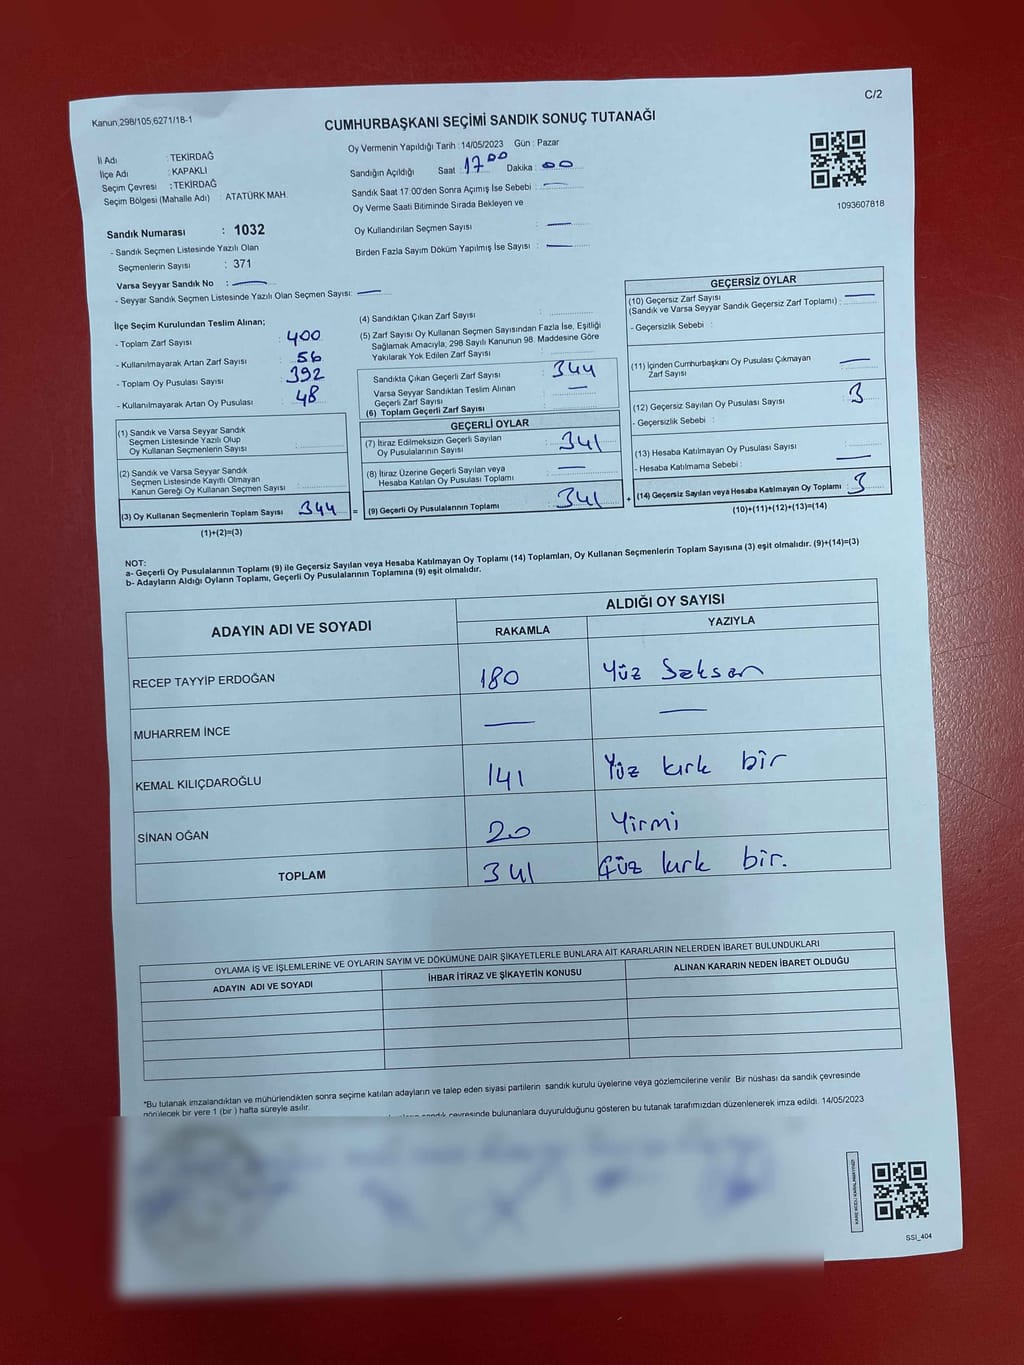 C/2
Kanun,298/105,6271/18-1
CUMHURBAŞKANI SEÇİMİ SANDIK SONUÇ TUTANAĞI
İl Adı : TEKİRDAĞ
İlçe Adı : KAPAKLI
Seçim Çevresi : TEKİRDAĞ
Seçim Bölgesi (Mahalle Adı) : ATATÜRK MAH.
Oy Vermenin Yapıldığı Tarih : 14/05/2023 Gün : Pazar
Sandığın Açıldığı Saat : 17 00 Dakika : 00
Sandık Saat 17:00'den Sonra Açımış İse Sebebi : —
Oy Verme Saati Bitiminde Sırada Bekleyen ve
Oy Kullandırılan Seçmen Sayısı : —
Birden Fazla Sayım Döküm Yapılmış İse Sayısı : —
1093607818
Sandık Numarası : 1032
- Sandık Seçmen Listesinde Yazılı Olan
Seçmenlerin Sayısı : 371
Varsa Seyyar Sandık No : —
- Seyyar Sandık Seçmen Listesinde Yazılı Olan Seçmen Sayısı: —
İlçe Seçim Kurulundan Teslim Alınan;
- Toplam Zarf Sayısı : 400
- Kullanılmayarak Artan Zarf Sayısı : 56
- Toplam Oy Pusulası Sayısı : 392
- Kullanılmayarak Artan Oy Pusulası : 48
(1) Sandık ve Varsa Seyyar Sandık
Seçmen Listesinde Yazılı Olup
Oy Kullanan Seçmenlerin Sayısı :
(2) Sandık ve Varsa Seyyar Sandık
Seçmen Listesinde Kayıtlı Olmayan
Kanun Gereği Oy Kullanan Seçmen Sayısı :
(3) Oy Kullanan Seçmenlerin Toplam Sayısı : 344
(1)+(2)=(3)
(4) Sandıktan Çıkan Zarf Sayısı :
(5) Zarf Sayısı Oy Kullanan Seçmen Sayısından Fazla İse, Eşitliği
Sağlamak Amacıyla; 298 Sayılı Kanunun 98. Maddesine Göre
Yakılarak Yok Edilen Zarf Sayısı :
Sandıkta Çıkan Geçerli Zarf Sayısı : 344
Varsa Seyyar Sandıktan Teslim Alınan
Geçerli Zarf Sayısı : —
(6) Toplam Geçerli Zarf Sayısı :
GEÇERLİ OYLAR
(7) İtiraz Edilmeksizin Geçerli Sayılan
Oy Pusulalarının Sayısı : 341
(8) İtiraz Üzerine Geçerli Sayılan veya
Hesaba Katılan Oy Pusulası Toplamı : —
= (9) Geçerli Oy Pusulalarının Toplamı : 341
GEÇERSİZ OYLAR
(10) Geçersiz Zarf Sayısı
(Sandık ve Varsa Seyyar Sandık Geçersiz Zarf Toplamı) : —
- Geçersizlik Sebebi :
(11) İçinden Cumhurbaşkanı Oy Pusulası Çıkmayan
Zarf Sayısı : —
(12) Geçersiz Sayılan Oy Pusulası Sayısı : 3
- Geçersizlik Sebebi :
(13) Hesaba Katılmayan Oy Pusulası Sayısı : —
- Hesaba Katılmama Sebebi :
+ (14) Geçersiz Sayılan veya Hesaba Katılmayan Oy Toplamı : 3
(10)+(11)+(12)+(13)=(14)
NOT:
a- Geçerli Oy Pusulalarının Toplamı (9) ile Geçersiz Sayılan veya Hesaba Katılmayan Oy Toplamı (14) Toplamları, Oy Kullanan Seçmenlerin Toplam Sayısına (3) eşit olmalıdır. (9)+(14)=(3)
b- Adayların Aldığı Oyların Toplamı, Geçerli Oy Pusulalarının Toplamına (9) eşit olmalıdır.
ADAYIN ADI VE SOYADI
ALDIĞI OY SAYISI
RAKAMLA YAZIYLA
RECEP TAYYİP ERDOĞAN 180 Yüz Seksen
MUHARREM İNCE — —
KEMAL KILIÇDAROĞLU 141 Yüz kırk bir
SİNAN OĞAN 20 Yirmi
TOPLAM 341 Üçyüz kırk bir.
OYLAMA İŞ VE İŞLEMLERİNE VE OYLARIN SAYIM VE DÖKÜMÜNE DAİR ŞİKAYETLERLE BUNLARA AİT KARARLARIN NELERDEN İBARET BULUNDUKLARI
ADAYIN ADI VE SOYADI İHBAR İTİRAZ VE ŞİKAYETİN KONUSU ALINAN KARARIN NEDEN İBARET OLDUĞU
*Bu tutanak imzalandıktan ve mühürlendikten sonra seçime katılan adayların ve talep eden siyasi partilerin sandık kurulu üyelerine veya gözlemcilerine verilir Bir nüshası da sandık çevresinde
görülecek bir yere 1 (bir ) hafta süreyle asılır.
sandık çevresinde bulunanlara duyurulduğunu gösteren bu tutanak tarafımızdan düzenlenerek imza edildi. 14/05/2023
SSI_404